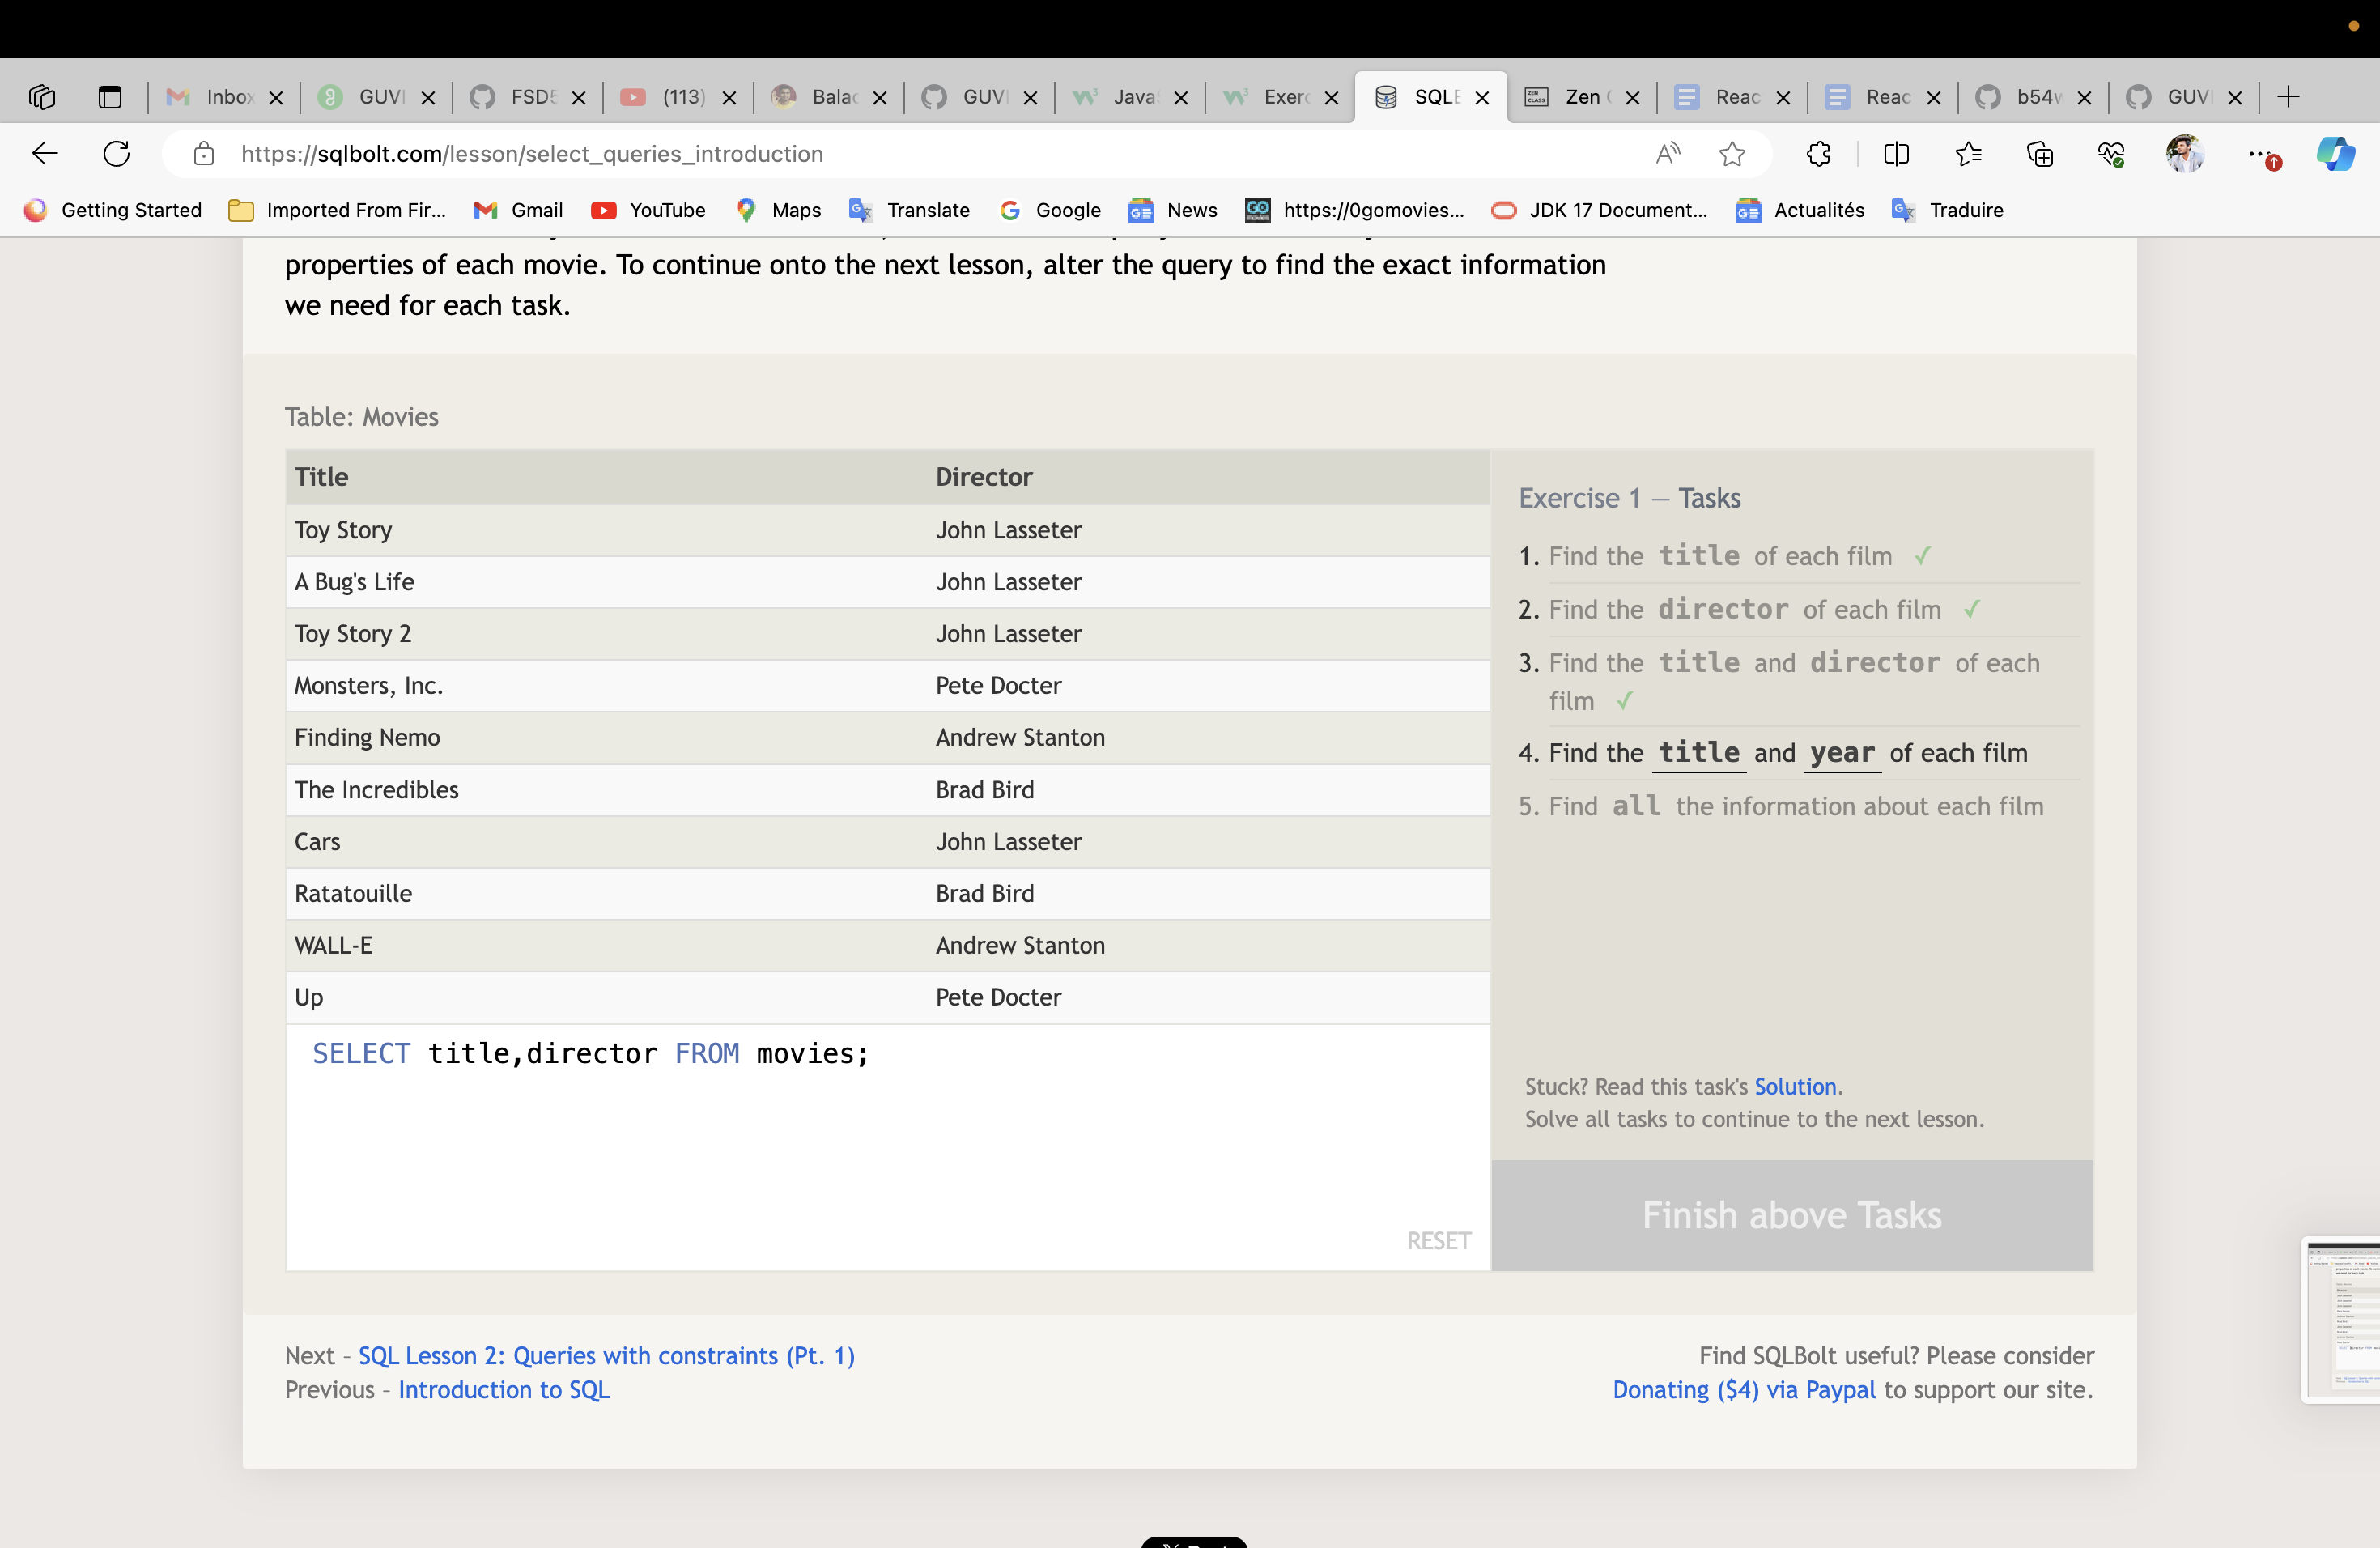 Inbox
GUVI
FSD5
(113)
Balac
GUVI
Java
Exerc
SQLB
ZEN CLASS
Zen
Reac
Reac
b54w
GUVI
https://sqlbolt.com/lesson/select_queries_introduction
Getting Started
Imported From Fir...
Gmail
YouTube
Maps
Translate
Google
News
https://0gomovies...
JDK 17 Document...
Actualités
Traduire
properties of each movie. To continue onto the next lesson, alter the query to find the exact information
we need for each task.
Table: Movies
Title Director
Toy Story John Lasseter
A Bug's Life John Lasseter
Toy Story 2 John Lasseter
Monsters, Inc. Pete Docter
Finding Nemo Andrew Stanton
The Incredibles Brad Bird
Cars John Lasseter
Ratatouille Brad Bird
WALL-E Andrew Stanton
Up Pete Docter
SELECT title,director FROM movies;
RESET
Exercise 1 — Tasks
1. Find the title of each film ✓
2. Find the director of each film ✓
3. Find the title and director of each
film ✓
4. Find the title and year of each film
5. Find all the information about each film
Stuck? Read this task's Solution.
Solve all tasks to continue to the next lesson.
Finish above Tasks
Next – SQL Lesson 2: Queries with constraints (Pt. 1)
Previous – Introduction to SQL
Find SQLBolt useful? Please consider
Donating ($4) via Paypal to support our site.